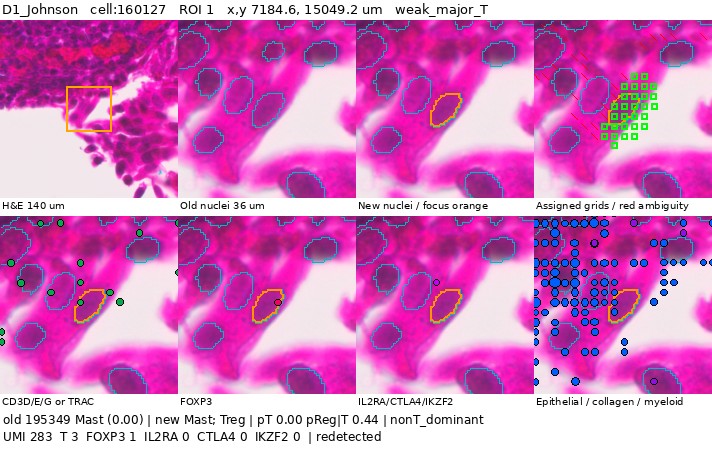 D1_Johnson cell:160127 ROI 1 x,y 7184.6, 15049.2 um weak_major_T
H&E 140 um
Old nuclei 36 um
New nuclei / focus orange
Assigned grids / red ambiguity
CD3D/E/G or TRAC
FOXP3
IL2RA/CTLA4/IKZF2
Epithelial / collagen / myeloid
old 195349 Mast (0.00) | new Mast; Treg | pT 0.00 pReg|T 0.44 | nonT_dominant
UMI 283 T 3 FOXP3 1 IL2RA 0 CTLA4 0 IKZF2 0 | redetected